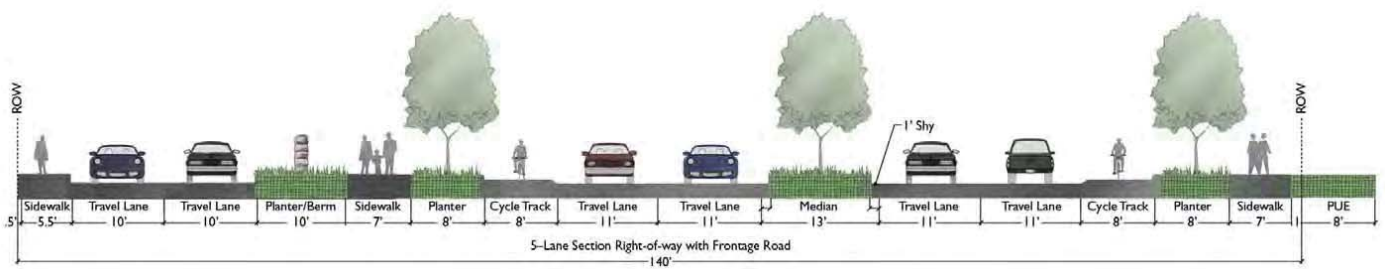 ROW
ROW
1' Shy
Sidewalk Travel Lane Travel Lane Planter/Berm Sidewalk Planter Cycle Track Travel Lane Travel Lane Median Travel Lane Travel Lane Cycle Track Planter Sidewalk PUE
.5' 5.5' 10' 10' 10' 7' 8' 8' 11' 11' 13' 11' 11' 8' 8' 7' 1 8'
5–Lane Section Right-of-way with Frontage Road
140'